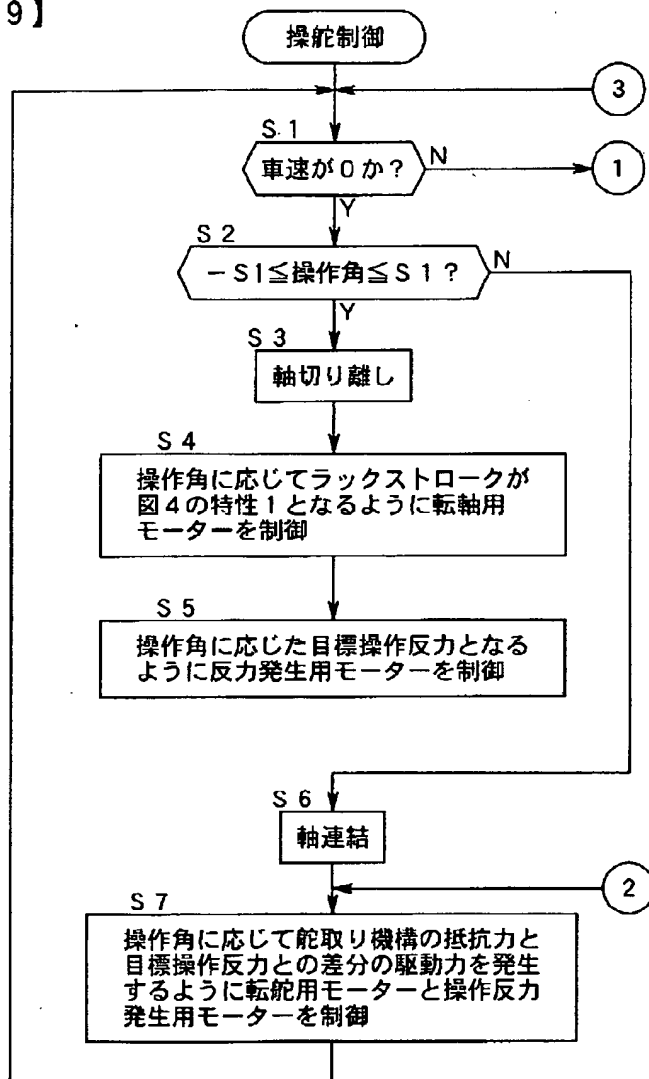 9】
操舵制御
3
S 1
車速が０か？
N
1
Y
S 2
－S1≦操作角≦S 1 ？
N
Y
S 3
軸切り離し
S 4
操作角に応じてラックストロークが
図４の特性１となるように転軸用
モーターを制御
S 5
操作角に応じた目標操作反力となる
ように反力発生用モーターを制御
S 6
軸連結
2
S 7
操作角に応じて舵取り機構の抵抗力と
目標操作反力との差分の駆動力を発生
するように転舵用モーターと操作反力
発生用モーターを制御